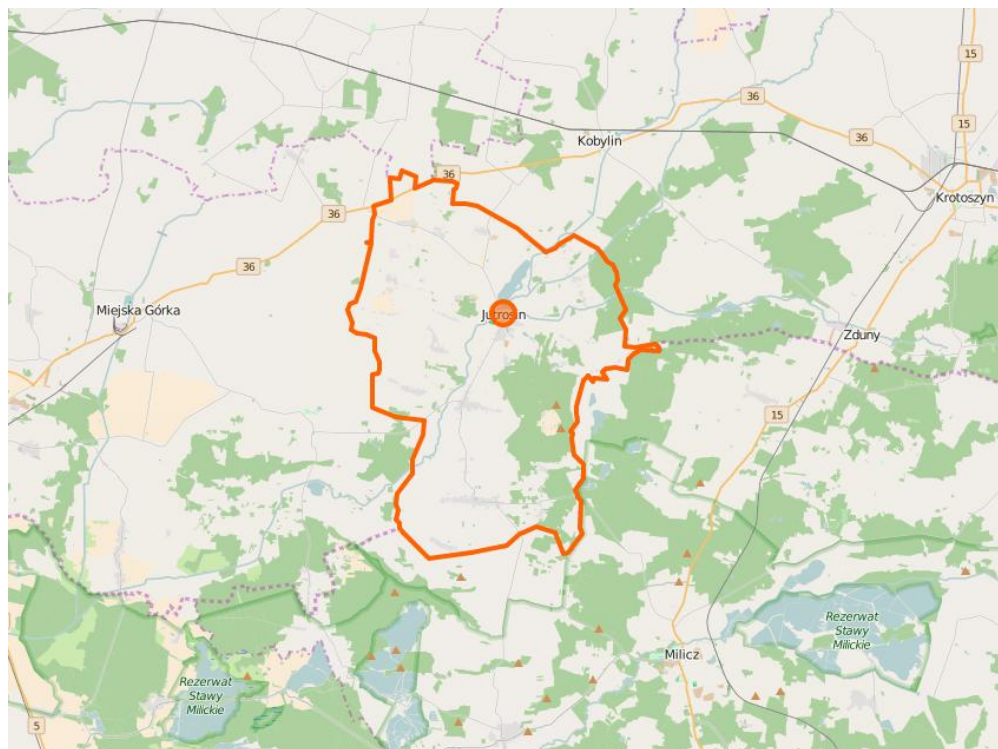 15
36
15
36
Kobylin
36
Krotoszyn
36
36
Miejska Górka
Jutrosin
Zduny
15
Rezerwat
Stawy
Milickie
Milicz
Rezerwat
Stawy
Milickie
5